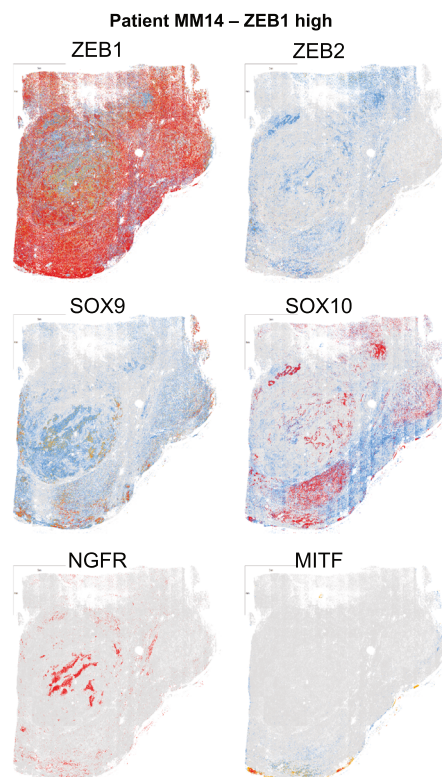 Patient MM14 – ZEB1 high
ZEB1 ZEB2
SOX9 SOX10
NGFR MITF